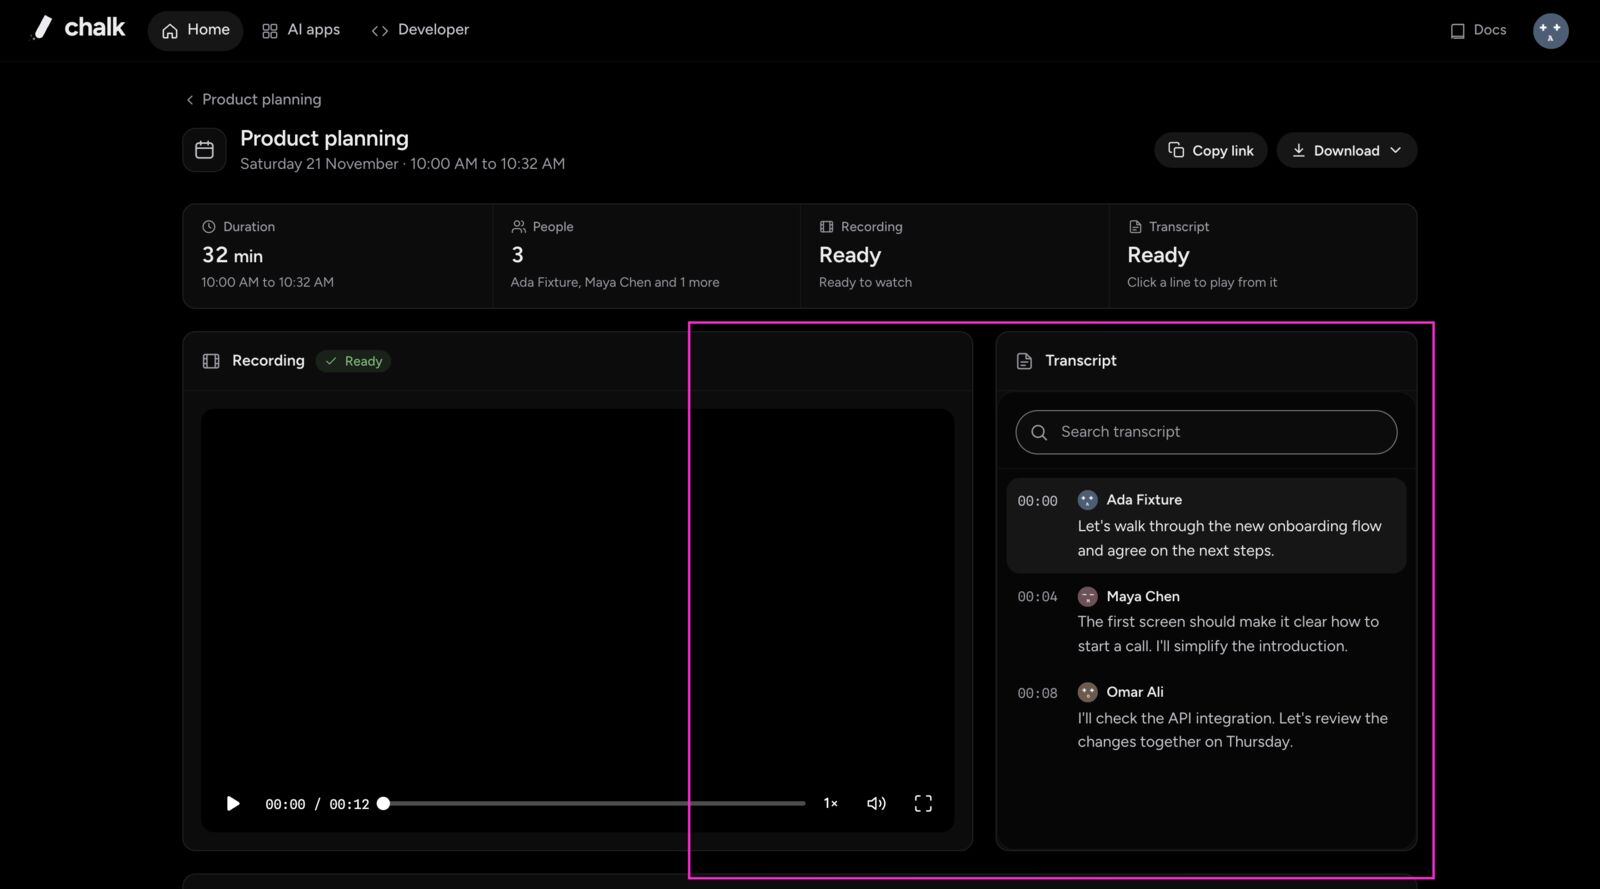 chalk
Home
AI apps
Developer
Docs
Product planning
Product planning
Saturday 21 November · 10:00 AM to 10:32 AM
Copy link
Download
Duration
32 min
10:00 AM to 10:32 AM
People
3
Ada Fixture, Maya Chen and 1 more
Recording
Ready
Ready to watch
Transcript
Ready
Click a line to play from it
Recording
Ready
00:00 / 00:12
1×
Transcript
Search transcript
00:00
Ada Fixture
Let's walk through the new onboarding flow
and agree on the next steps.
00:04
Maya Chen
The first screen should make it clear how to
start a call. I'll simplify the introduction.
00:08
Omar Ali
I'll check the API integration. Let's review the
changes together on Thursday.